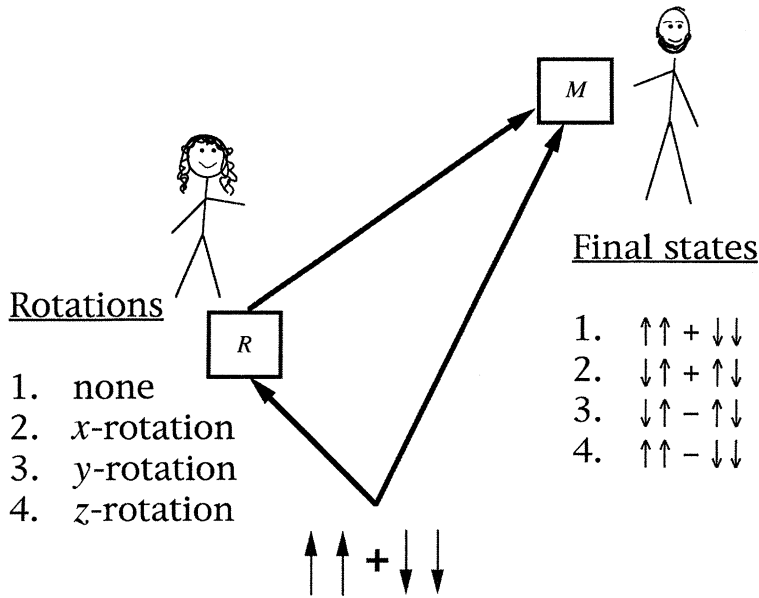 M
Final states
1. ↑↑ + ↓↓
2. ↓↑ + ↑↓
3. ↓↑ – ↑↓
4. ↑↑ – ↓↓
Rotations
R
1. none
2. x-rotation
3. y-rotation
4. z-rotation
↑↑ + ↓↓